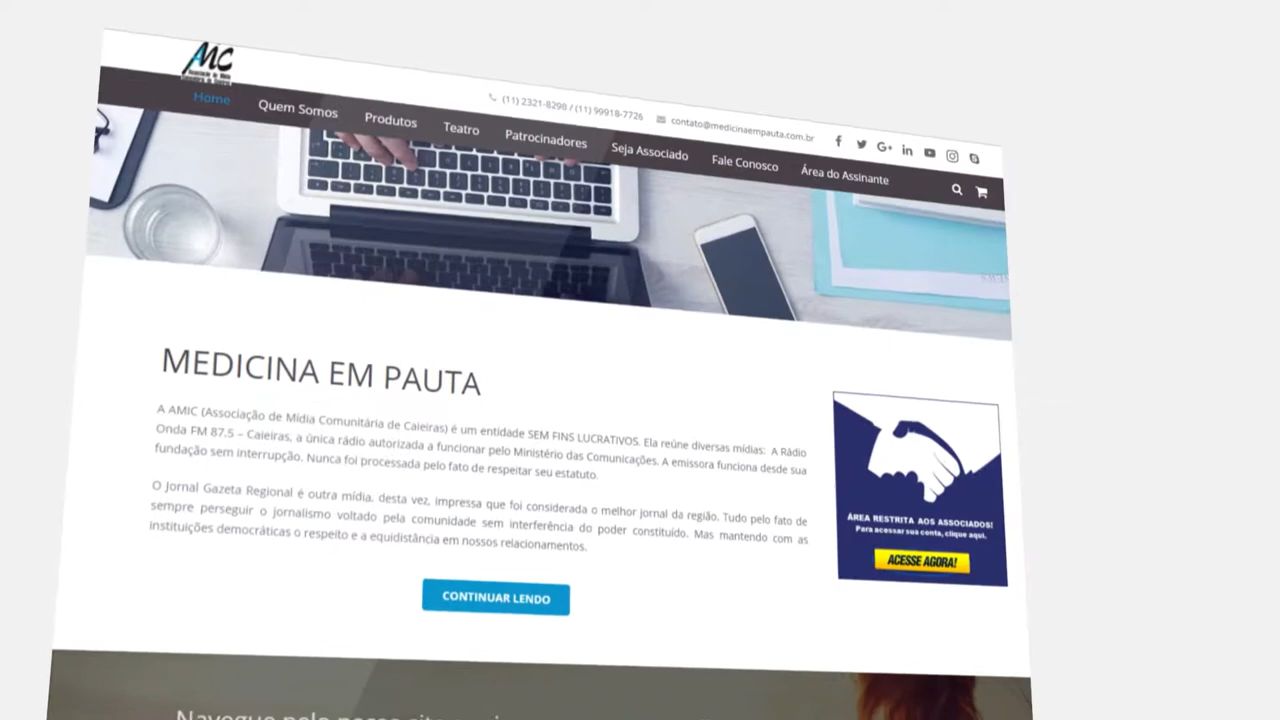 AMC
(11) 2321-8298 / (11) 99918-7726
contato@medicinaempauta.com.br
Home
Quem Somos
Produtos
Teatro
Patrocinadores
Seja Associado
Fale Conosco
Área do Assinante
MEDICINA EM PAUTA
A AMIC (Associação de Mídia Comunitária de Caieiras) é um entidade SEM FINS LUCRATIVOS. Ela reúne diversas mídias: A Rádio
Onda FM 87.5 – Caieiras, a única rádio autorizada a funcionar pelo Ministério das Comunicações. A emissora funciona desde sua
fundação sem interrupção. Nunca foi processada pelo fato de respeitar seu estatuto.
O Jornal Gazeta Regional é outra mídia, desta vez, impressa que foi considerada o melhor jornal da região. Tudo pelo fato de
sempre perseguir o jornalismo voltado pela comunidade sem interferência do poder constituído. Mas mantendo com as
instituições democráticas o respeito e a equidistância em nossos relacionamentos.
CONTINUAR LENDO
ÁREA RESTRITA AOS ASSOCIADOS!
Para acessar sua conta, clique aqui.
ACESSE AGORA!
Navegue pelo nosso site